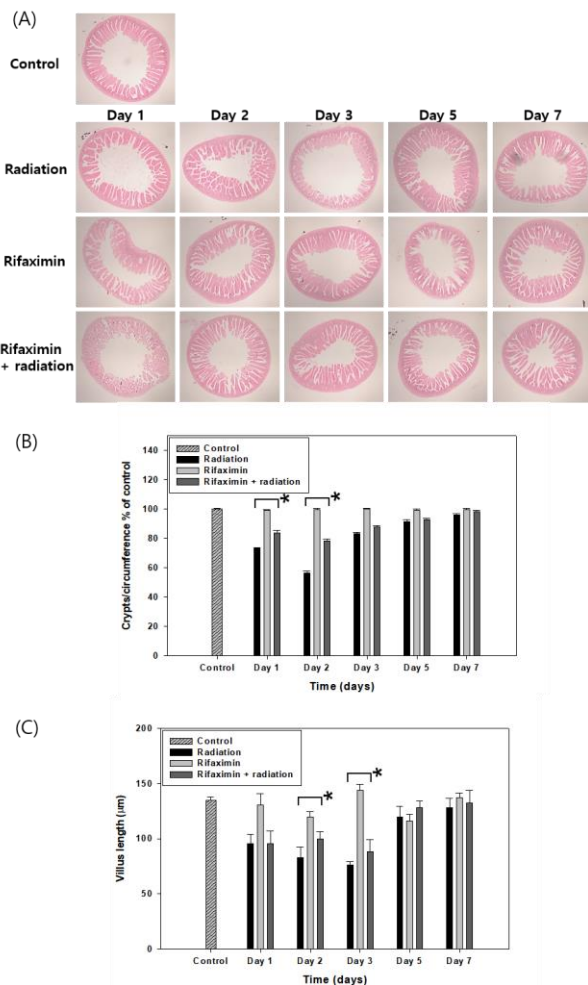 (A)
Control
Day 1 Day 2 Day 3 Day 5 Day 7
Radiation
Rifaximin
Rifaximin
+ radiation
(B)
Control
Radiation
Rifaximin
Rifaximin + radiation
* *
140
120
100
80
60
40
20
0
Crypts/circumference % of control
Control Day 1 Day 2 Day 3 Day 5 Day 7
Time (days)
(C)
Control
Radiation
Rifaximin
Rifaximin + radiation
* *
200
150
100
50
0
Villus length (μm)
Control Day 1 Day 2 Day 3 Day 5 Day 7
Time (days)